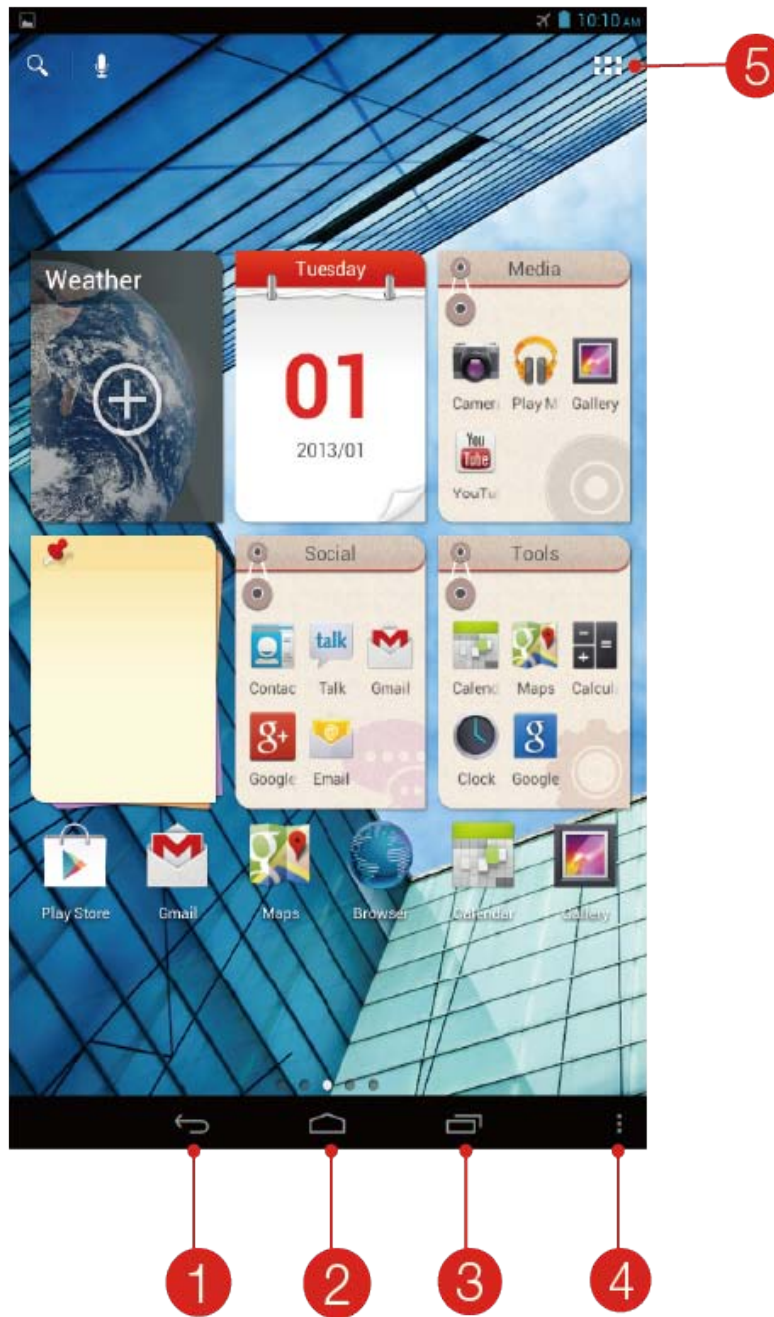 10:10 AM
5
Weather
Tuesday
01
2013/01
Media
Camer
Play M
Gallery
You
Tube
YouTu
Social
talk
Contac
Talk
Gmail
g+
Google
Email
Tools
Calend
Maps
Calcul
g
Clock
Google
Play Store
Gmail
Maps
Browser
Calendar
Gallery
1
2
3
4